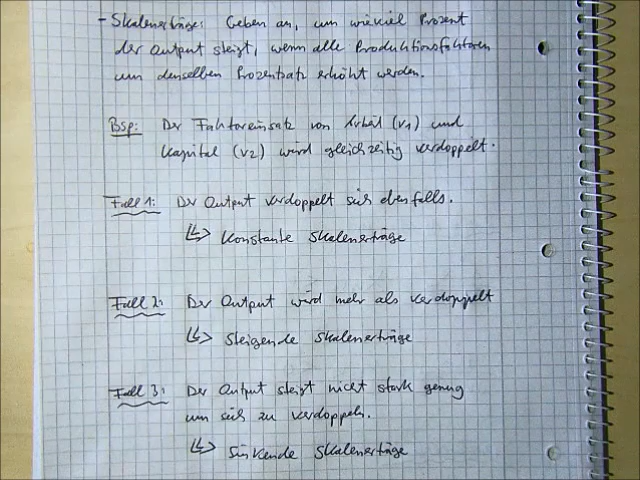 - Skalenerträge: Geben an, um wieviel Prozent
der Output steigt, wenn alle Produktionsfaktoren
um denselben Prozentsatz erhöht werden.
Bsp: Der Faktoreinsatz von Arbeit (v1) und
Kapital (v2) wird gleichzeitig verdoppelt.
Fall 1: Der Output verdoppelt sich ebenfalls.
↳ Konstante Skalenerträge
Fall 2: Der Output wird mehr als verdoppelt
↳ Steigende Skalenerträge
Fall 3: Der Output steigt nicht stark genug
um sich zu verdoppeln.
↳ Sinkende Skalenerträge